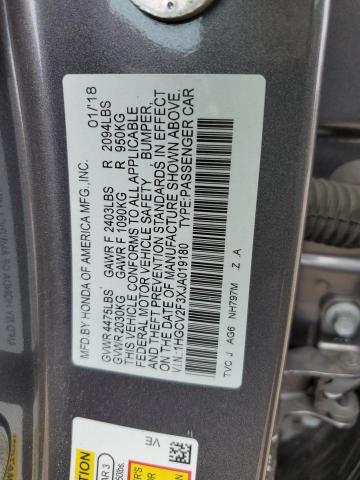 MFD.BY HONDA OF AMERICA MFG.,INC. 01/18
GVWR 4475LBS GAWR F 2403LBS R 2094LBS
GVWR 2030KG GAWR F 1090KG R 950KG
THIS VEHICLE CONFORMS TO ALL APPLICABLE
FEDERAL MOTOR VEHICLE SAFETY BUMPER,
AND THEFT PREVENTION STANDARDS IN EFFECT
ON THE DATE OF MANUFACTURE SHOWN ABOVE.
V.I.N.:1HGCV2F3XJA019180 TYPE:PASSENGER CAR
TVC J AG6 NH797M Z A